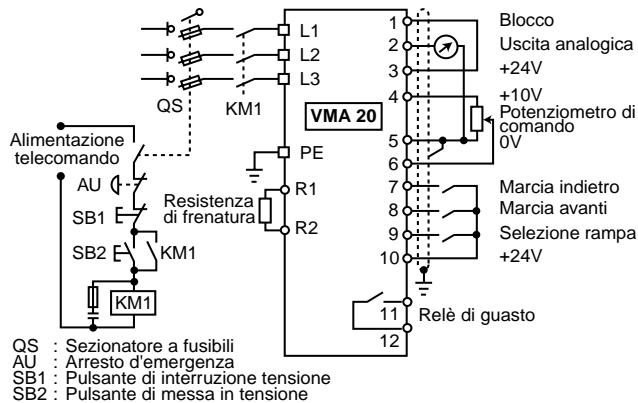 L1
L2
L3
QS
KM1
VMA 20
Alimentazione
telecomando
PE
AU
R1
Resistenza
di frenatura
SB1
R2
SB2
KM1
KM1
1
Blocco
2
Uscita analogica
3
+24V
4
+10V
Potenziometro di
comando
5
0V
6
7
Marcia indietro
8
Marcia avanti
9
Selezione rampa
10
+24V
11
Relè di guasto
12
QS : Sezionatore a fusibili
AU : Arresto d'emergenza
SB1 : Pulsante di interruzione tensione
SB2 : Pulsante di messa in tensione